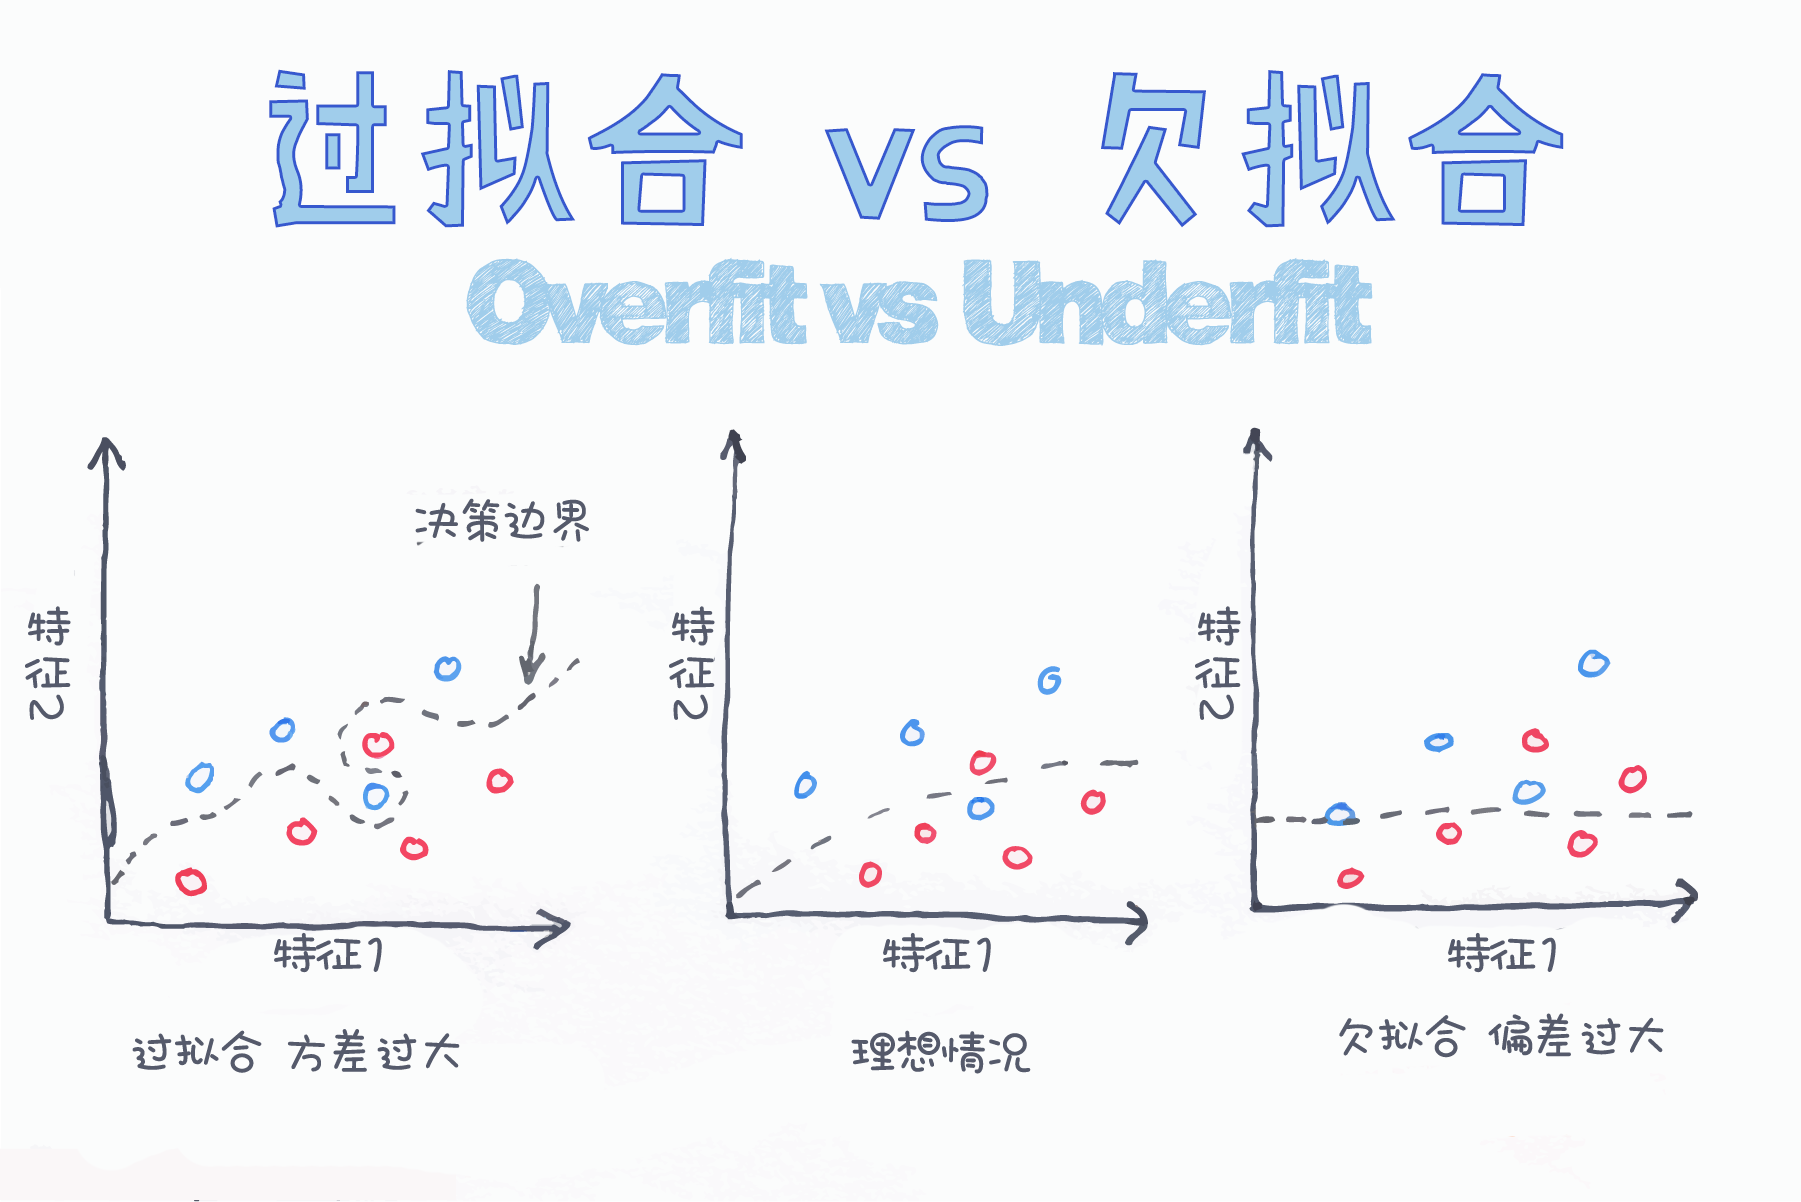 过拟合 vs 欠拟合
Overfit vs Underfit
决策边界
特征2
特征1
过拟合 方差过大
特征2
特征1
理想情况
特征2
特征1
欠拟合 偏差过大